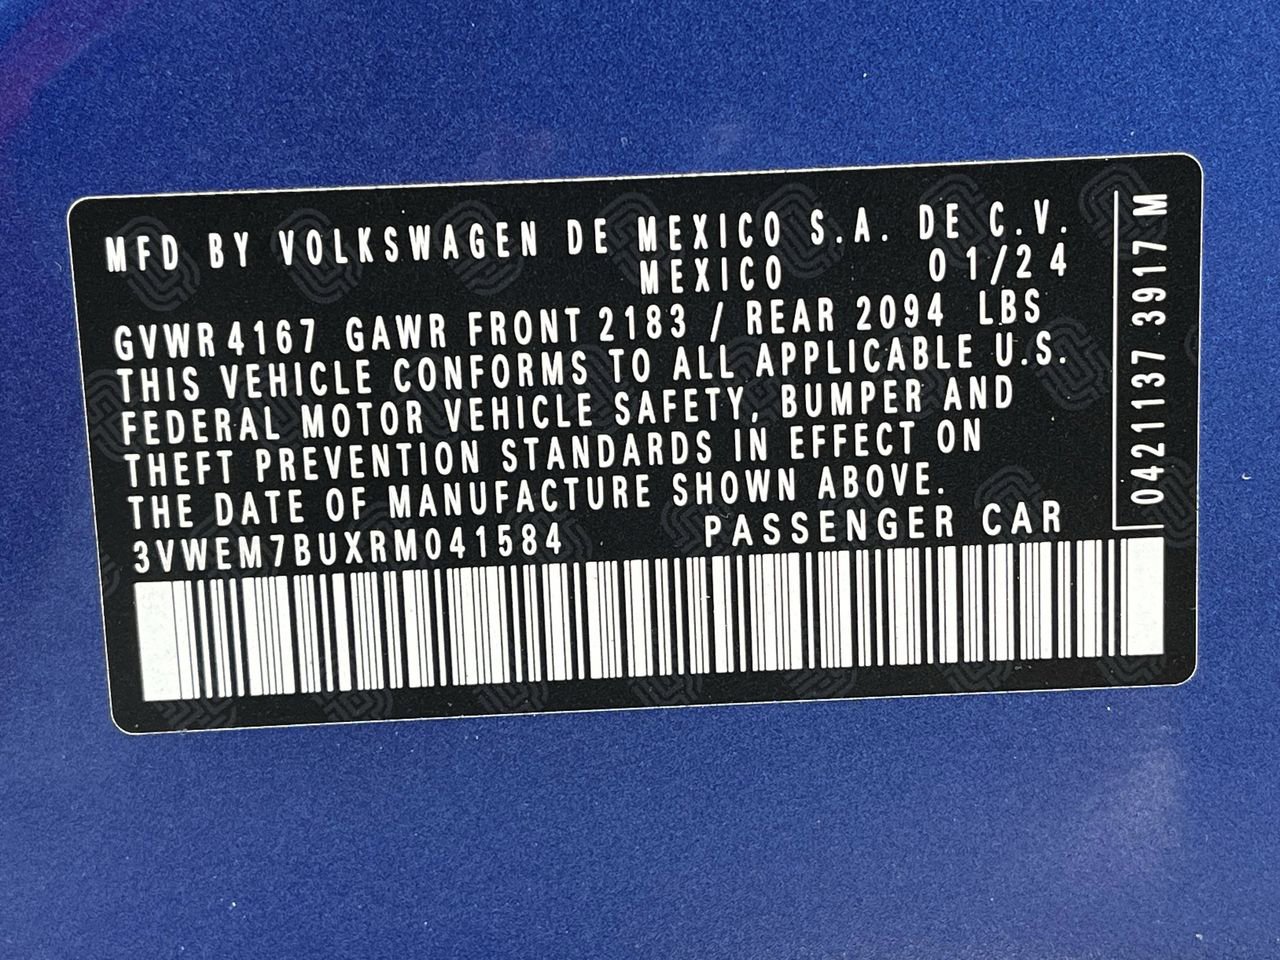 MFD BY VOLKSWAGEN DE MEXICO S.A. DE C.V.
MEXICO 01/24
GVWR 4167 GAWR FRONT 2183 / REAR 2094 LBS
THIS VEHICLE CONFORMS TO ALL APPLICABLE U.S.
FEDERAL MOTOR VEHICLE SAFETY, BUMPER AND
THEFT PREVENTION STANDARDS IN EFFECT ON
THE DATE OF MANUFACTURE SHOWN ABOVE.
3VWEM7BUXRM041584 PASSENGER CAR
0421137 3917 M